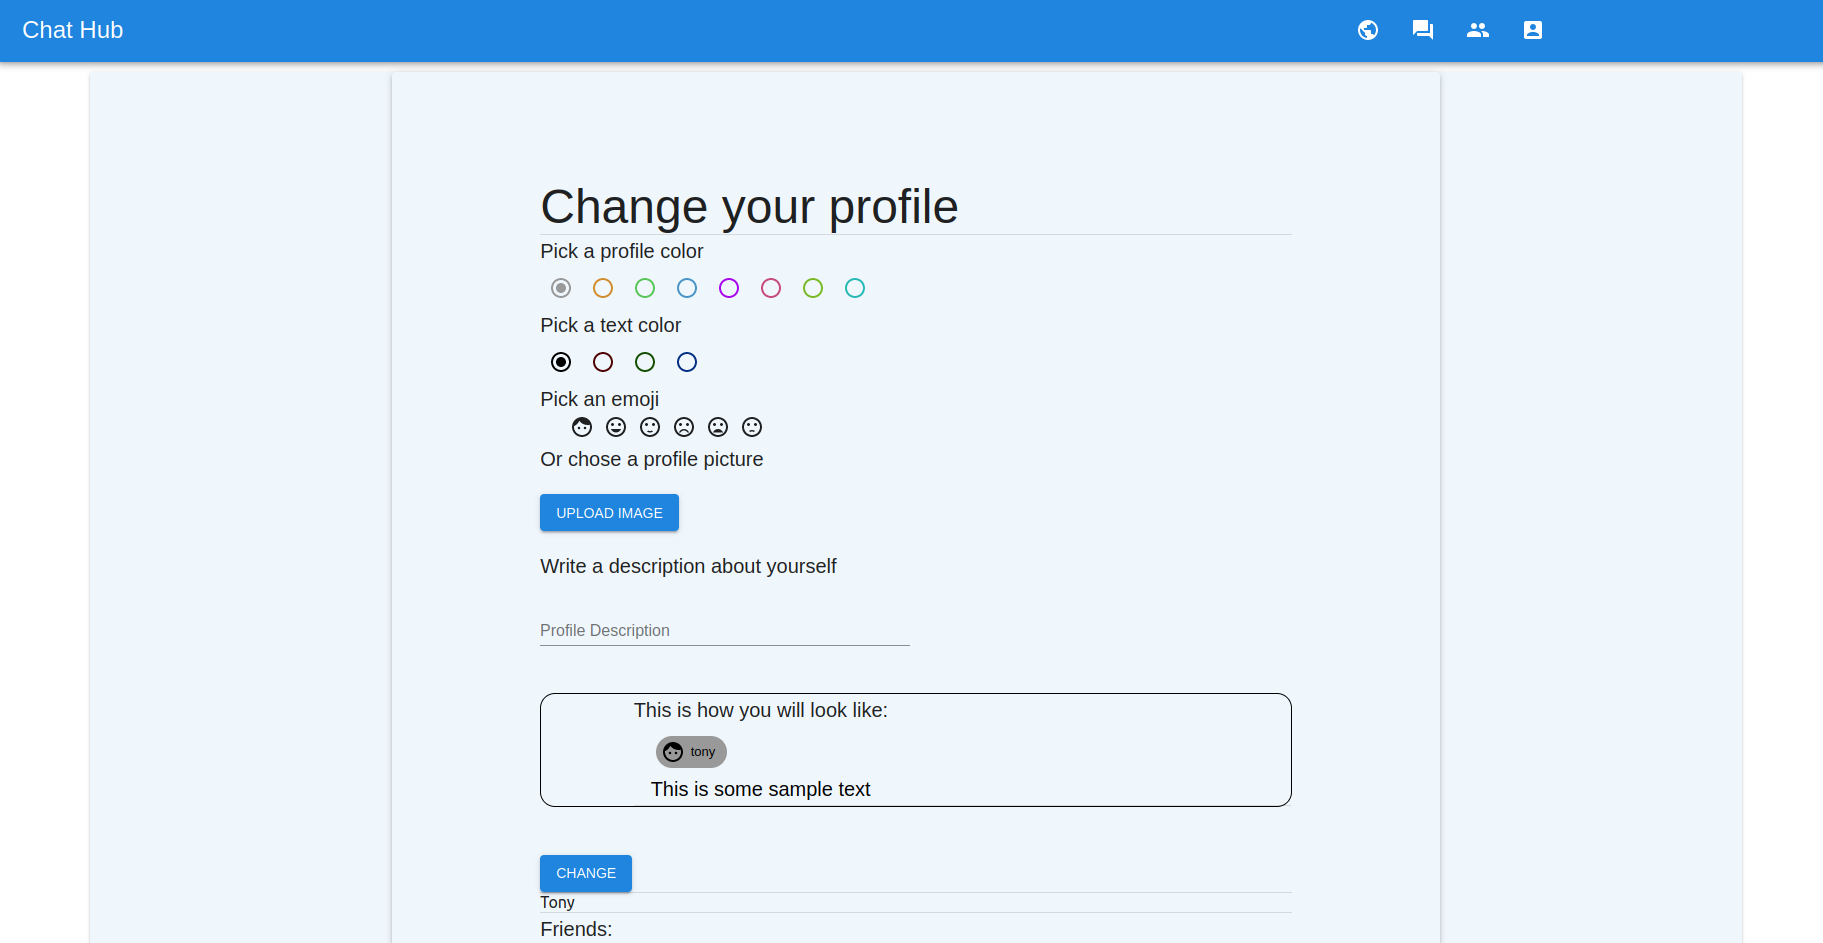 Chat Hub
Change your profile
Pick a profile color
Pick a text color
Pick an emoji
Or chose a profile picture
UPLOAD IMAGE
Write a description about yourself
Profile Description
This is how you will look like:
tony
This is some sample text
CHANGE
Tony
Friends: